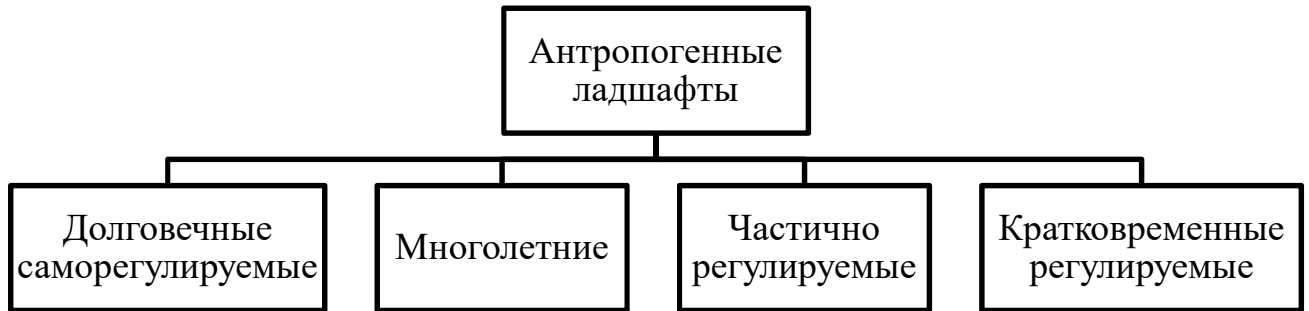 Антропогенные
ладшафты
Долговечные
саморегулируемые
Многолетние
Частично
регулируемые
Кратковременные
регулируемые